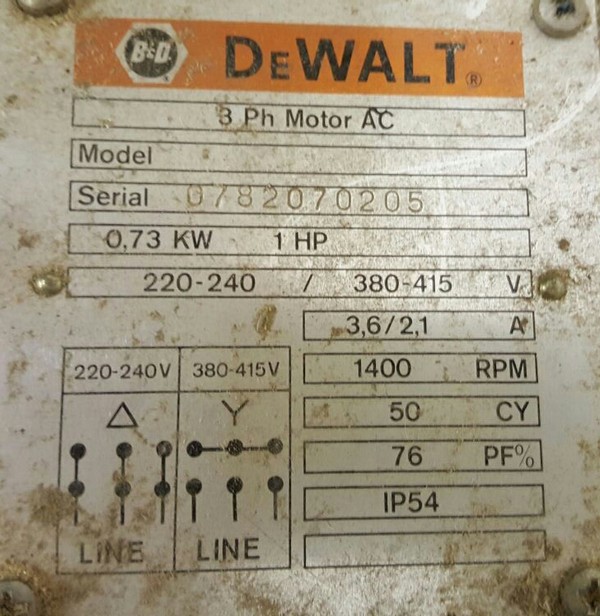 B&D DEWALT ®
3 Ph Motor AC
Model
Serial 0782070205
0,73 KW 1 HP
220-240 / 380-415 V
3,6/2,1 A
220-240V 380-415V
1400 RPM
△ Y
50 CY
76 PF%
IP54
LINE LINE